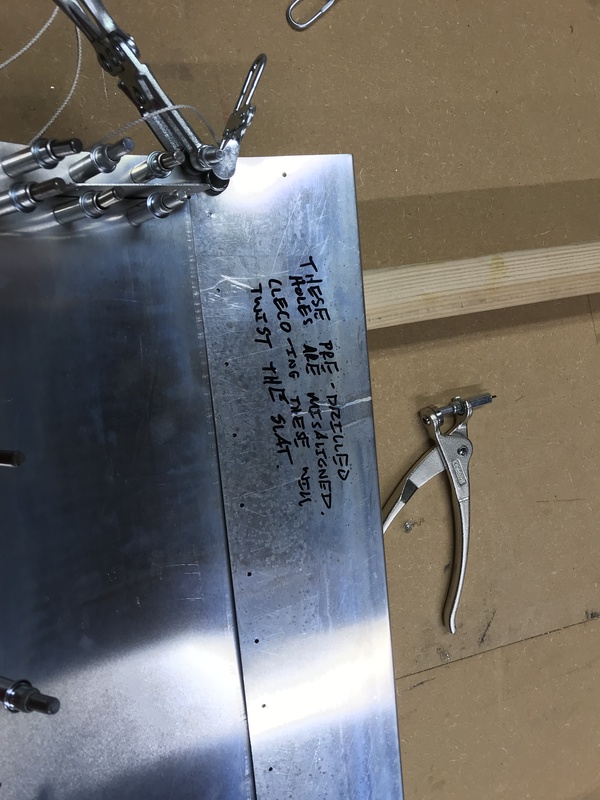 THESE PRE-DRILLED
HOLES ARE MISALIGNED.
CLECO-ING THESE WILL
TWIST THE SLAT.